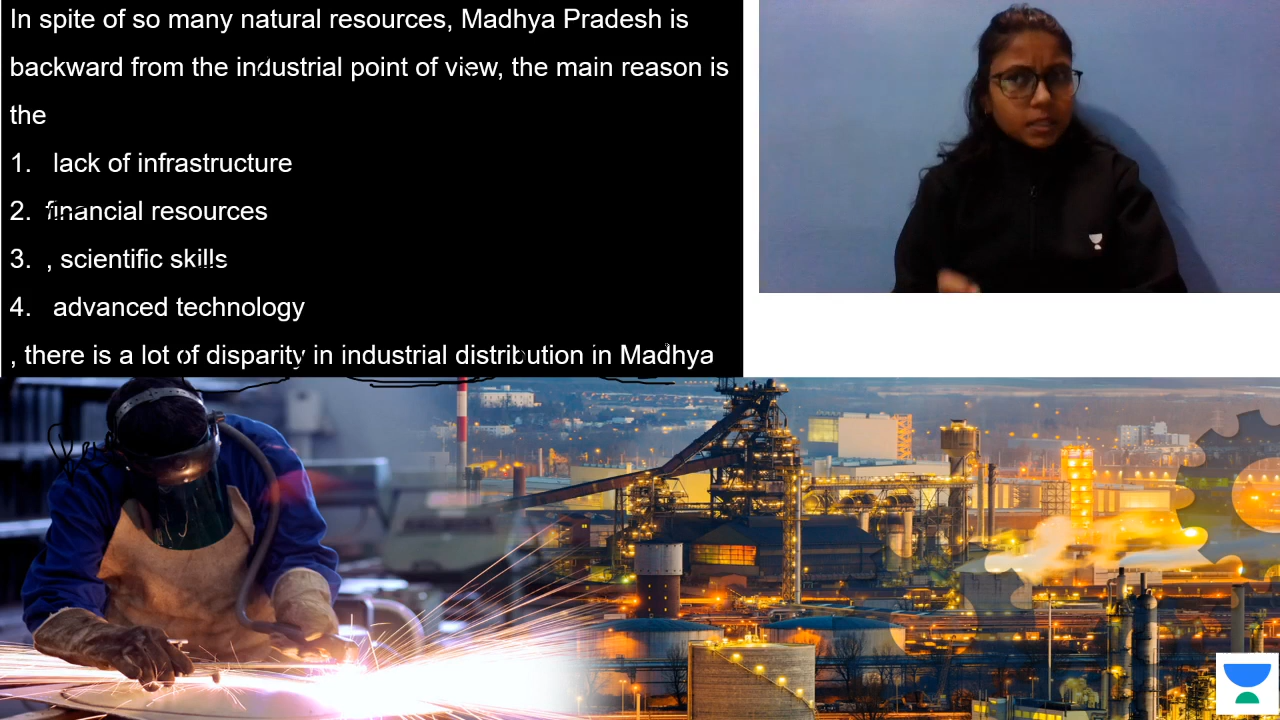 In spite of so many natural resources, Madhya Pradesh is
backward from the industrial point of view, the main reason is
the
1. lack of infrastructure
2. financial resources
3. , scientific skills
4. advanced technology
, there is a lot of disparity in industrial distribution in Madhya